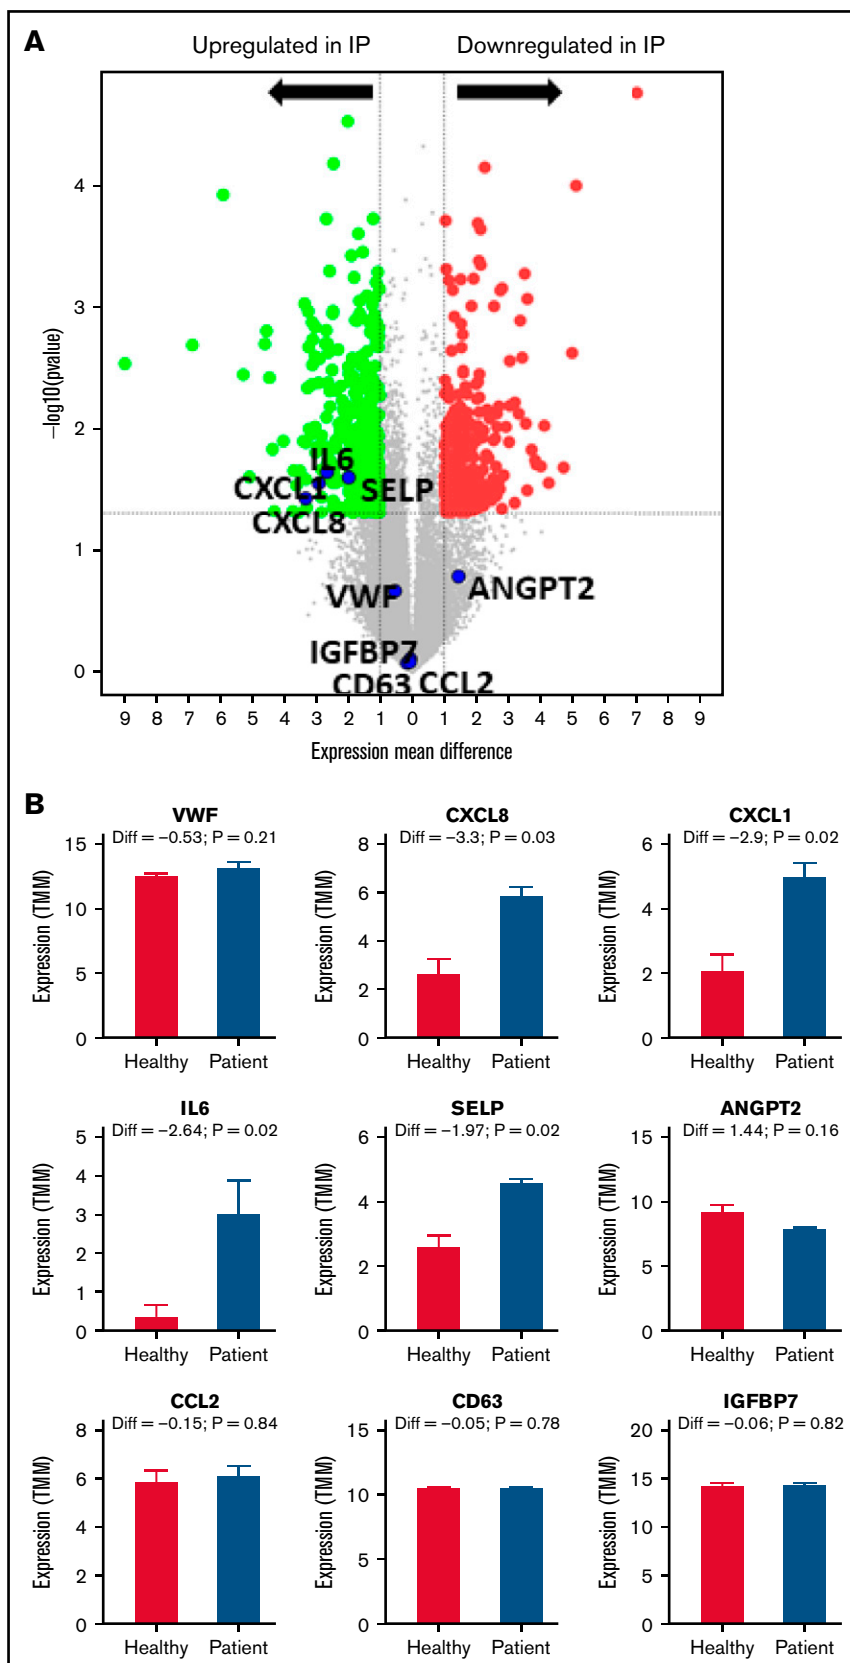 A
Upregulated in IP Downregulated in IP
4
3
2
1
0
–log10(pvalue)
IL6
CXCL1 SELP
CXCL8
VWF ANGPT2
IGFBP7
CD63 CCL2
9 8 7 6 5 4 3 2 1 0 1 2 3 4 5 6 7 8 9
Expression mean difference
B
VWF
Diff = –0.53; P = 0.21
Expression (TMM)
15
10
5
0
Healthy Patient
CXCL8
Diff = –3.3; P = 0.03
Expression (TMM)
8
6
4
2
0
Healthy Patient
CXCL1
Diff = –2.9; P = 0.02
Expression (TMM)
6
4
2
0
Healthy Patient
IL6
Diff = –2.64; P = 0.02
Expression (TMM)
5
4
3
2
1
0
Healthy Patient
SELP
Diff = –1.97; P = 0.02
Expression (TMM)
6
4
2
0
Healthy Patient
ANGPT2
Diff = 1.44; P = 0.16
Expression (TMM)
15
10
5
0
Healthy Patient
CCL2
Diff = –0.15; P = 0.84
Expression (TMM)
8
6
4
2
0
Healthy Patient
CD63
Diff = –0.05; P = 0.78
Expression (TMM)
15
10
5
0
Healthy Patient
IGFBP7
Diff = –0.06; P = 0.82
Expression (TMM)
20
15
10
5
0
Healthy Patient